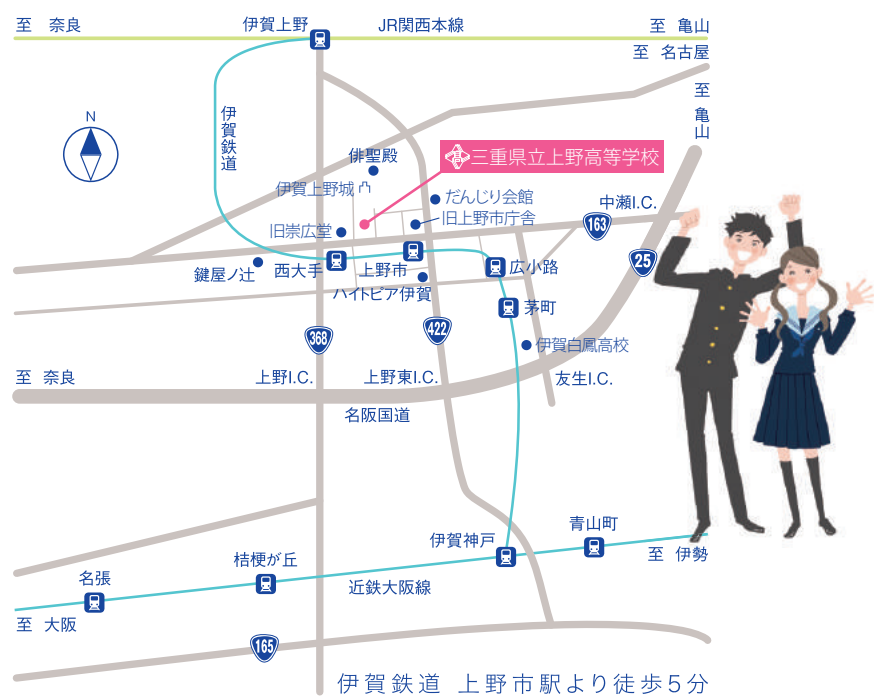 至 奈良
伊賀上野
JR関西本線
至 亀山
至 名古屋
至 亀山
N
伊賀鉄道
俳聖殿
三重県立上野高等学校
伊賀上野城
だんじり会館
旧上野市庁舎
中瀬I.C.
163
旧崇広堂
25
鍵屋ノ辻
西大手
上野市
広小路
ハイトピア伊賀
茅町
368
422
伊賀白鳳高校
至 奈良
上野I.C.
上野東I.C.
友生I.C.
名阪国道
青山町
伊賀神戸
至 伊勢
桔梗が丘
名張
近鉄大阪線
至 大阪
165
伊賀鉄道 上野市駅より徒歩5分